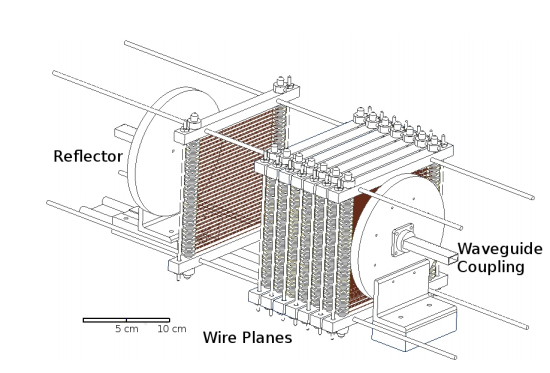 Reflector
Waveguide
Coupling
5 cm 10 cm
Wire Planes